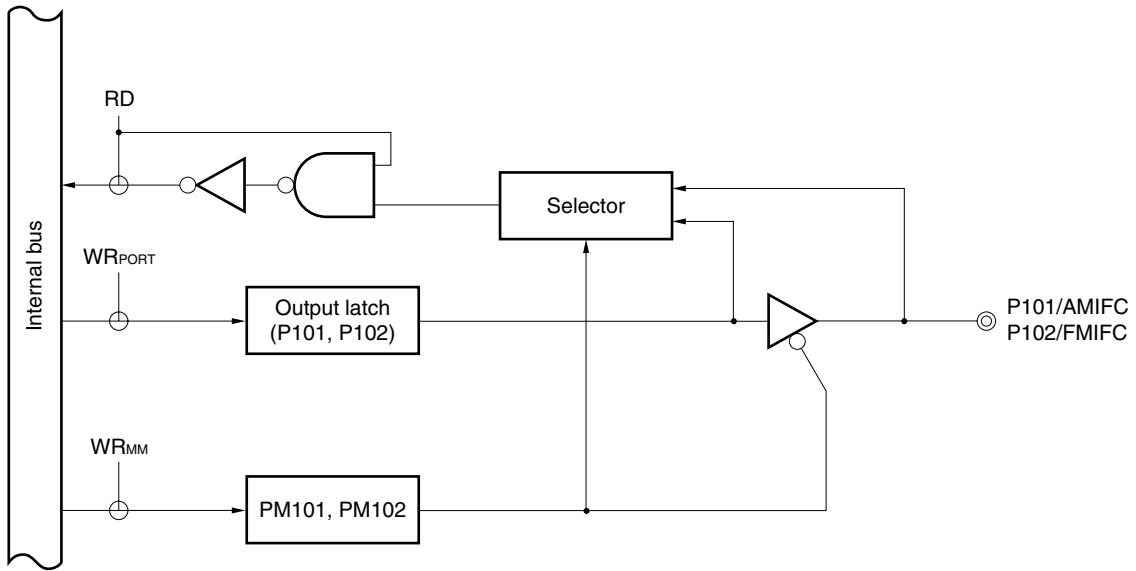 RD
Selector
WRPORT
Internal bus
Output latch
(P101, P102)
P101/AMIFC
P102/FMIFC
WRMM
PM101, PM102